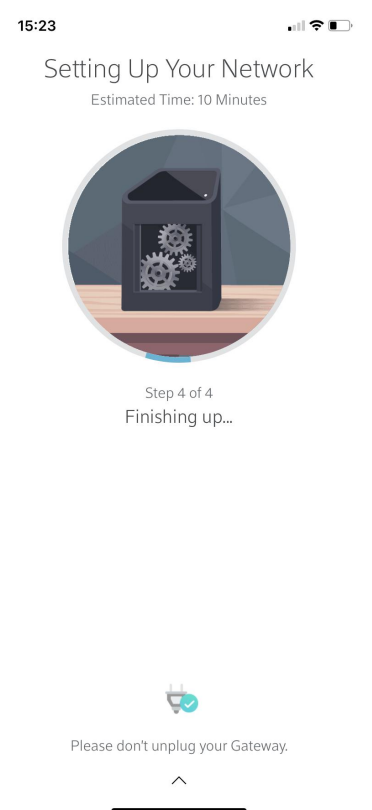 15:23
Setting Up Your Network
Estimated Time: 10 Minutes
Step 4 of 4
Finishing up...
Please don't unplug your Gateway.